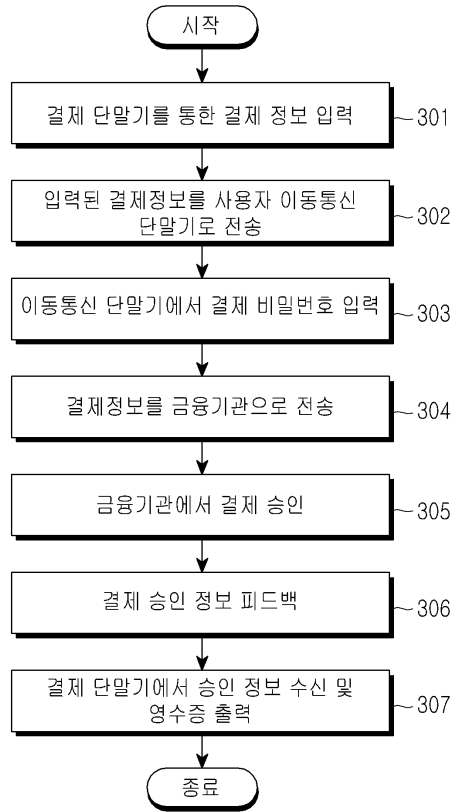 시작
결제 단말기를 통한 결제 정보 입력
301
입력된 결제정보를 사용자 이동통신
단말기로 전송
302
이동통신 단말기에서 결제 비밀번호 입력
303
결제정보를 금융기관으로 전송
304
금융기관에서 결제 승인
305
결제 승인 정보 피드백
306
결제 단말기에서 승인 정보 수신 및
영수증 출력
307
종료